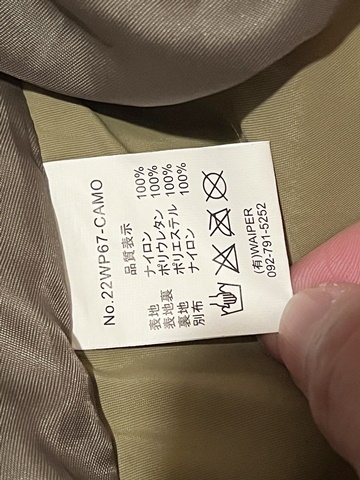 No.22WP67-CAMO
品質表示
表地 ナイロン 100%
表地裏 ポリウレタン 100%
裏地 ポリエステル 100%
別布 ナイロン 100%
(有)WAIPER
092-791-5252